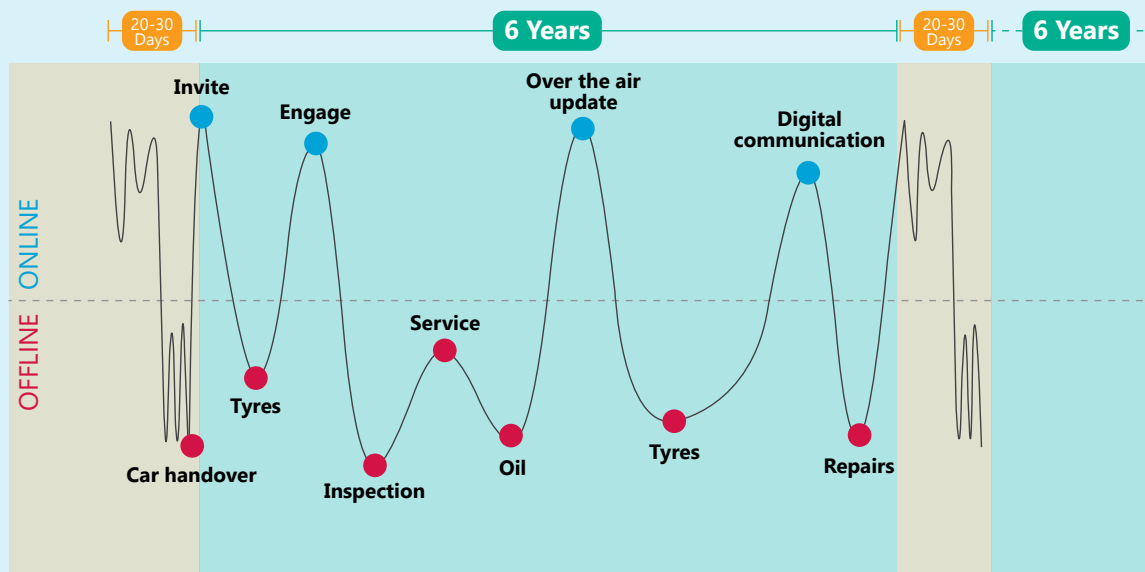 20-30
Days
6 Years
20-30
Days
6 Years
Invite
Engage
Over the air
update
Digital
communication
ONLINE
OFFLINE
Service
Tyres
Tyres
Oil
Repairs
Car handover
Inspection